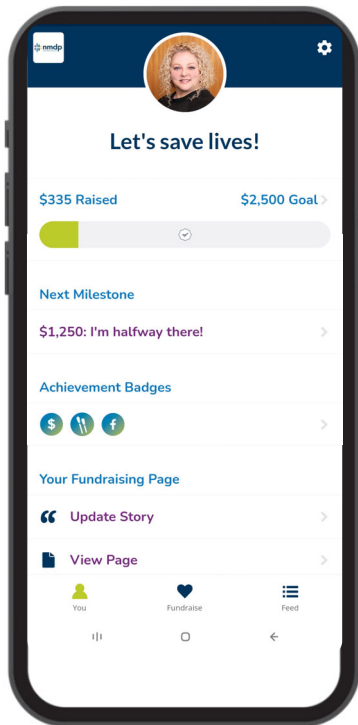 nmdp
Let's save lives!
$335 Raised $2,500 Goal
Next Milestone
$1,250: I'm halfway there!
Achievement Badges
$ f
Your Fundraising Page
Update Story
View Page
You Fundraise Feed